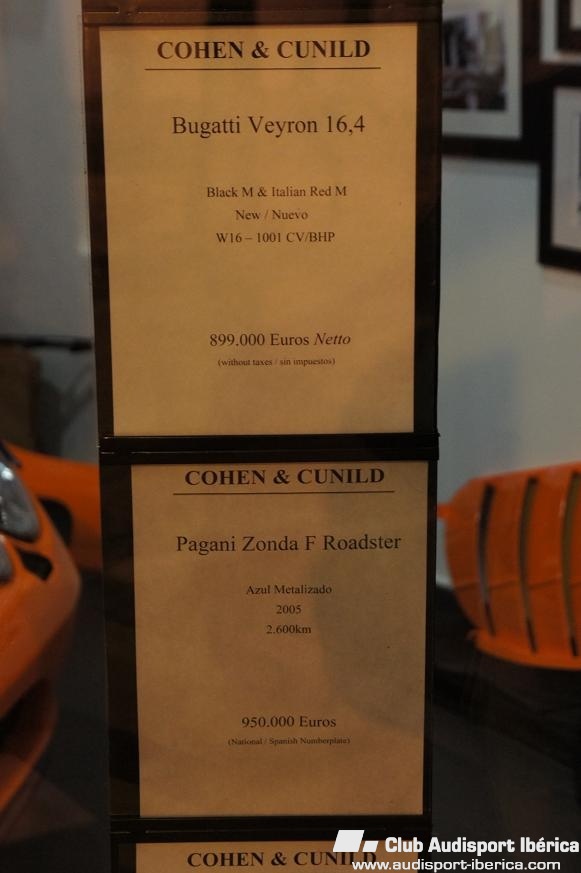 COHEN & CUNILD
Bugatti Veyron 16,4
Black M & Italian Red M
New / Nuevo
W16 – 1001 CV/BHP
899.000 Euros Netto
(without taxes / sin impuestos)
COHEN & CUNILD
Pagani Zonda F Roadster
Azul Metalizado
2005
2.600km
950.000 Euros
(National / Spanish Numberplate)
COHEN & CUNILD
Club Audisport Ibérica
www.audisport-iberica.com